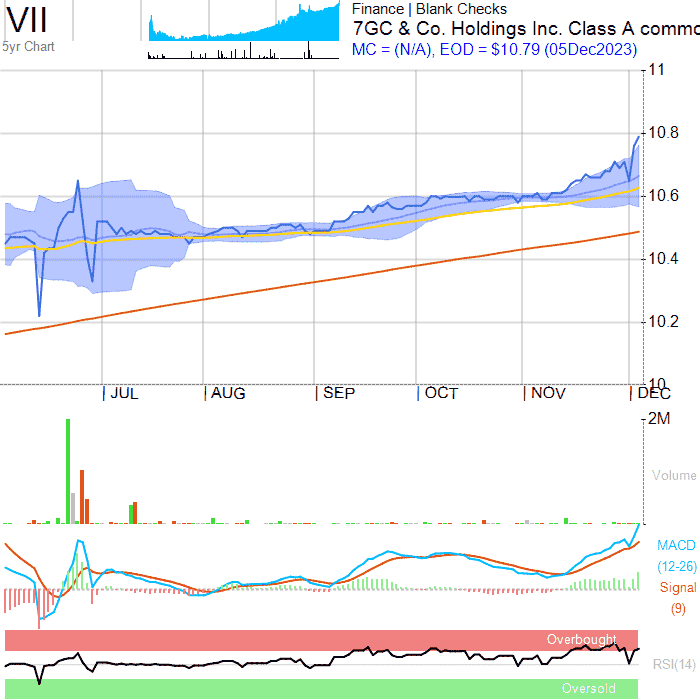 VII
5yr Chart
Finance | Blank Checks
7GC & Co. Holdings Inc. Class A commo
MC = (N/A), EOD = $10.79 (05Dec2023)
11
10.8
10.6
10.4
10.2
10
JUL AUG SEP OCT NOV DEC
2M
Volume
MACD
(12-26)
Signal
(9)
Overbought
RSI(14)
Oversold